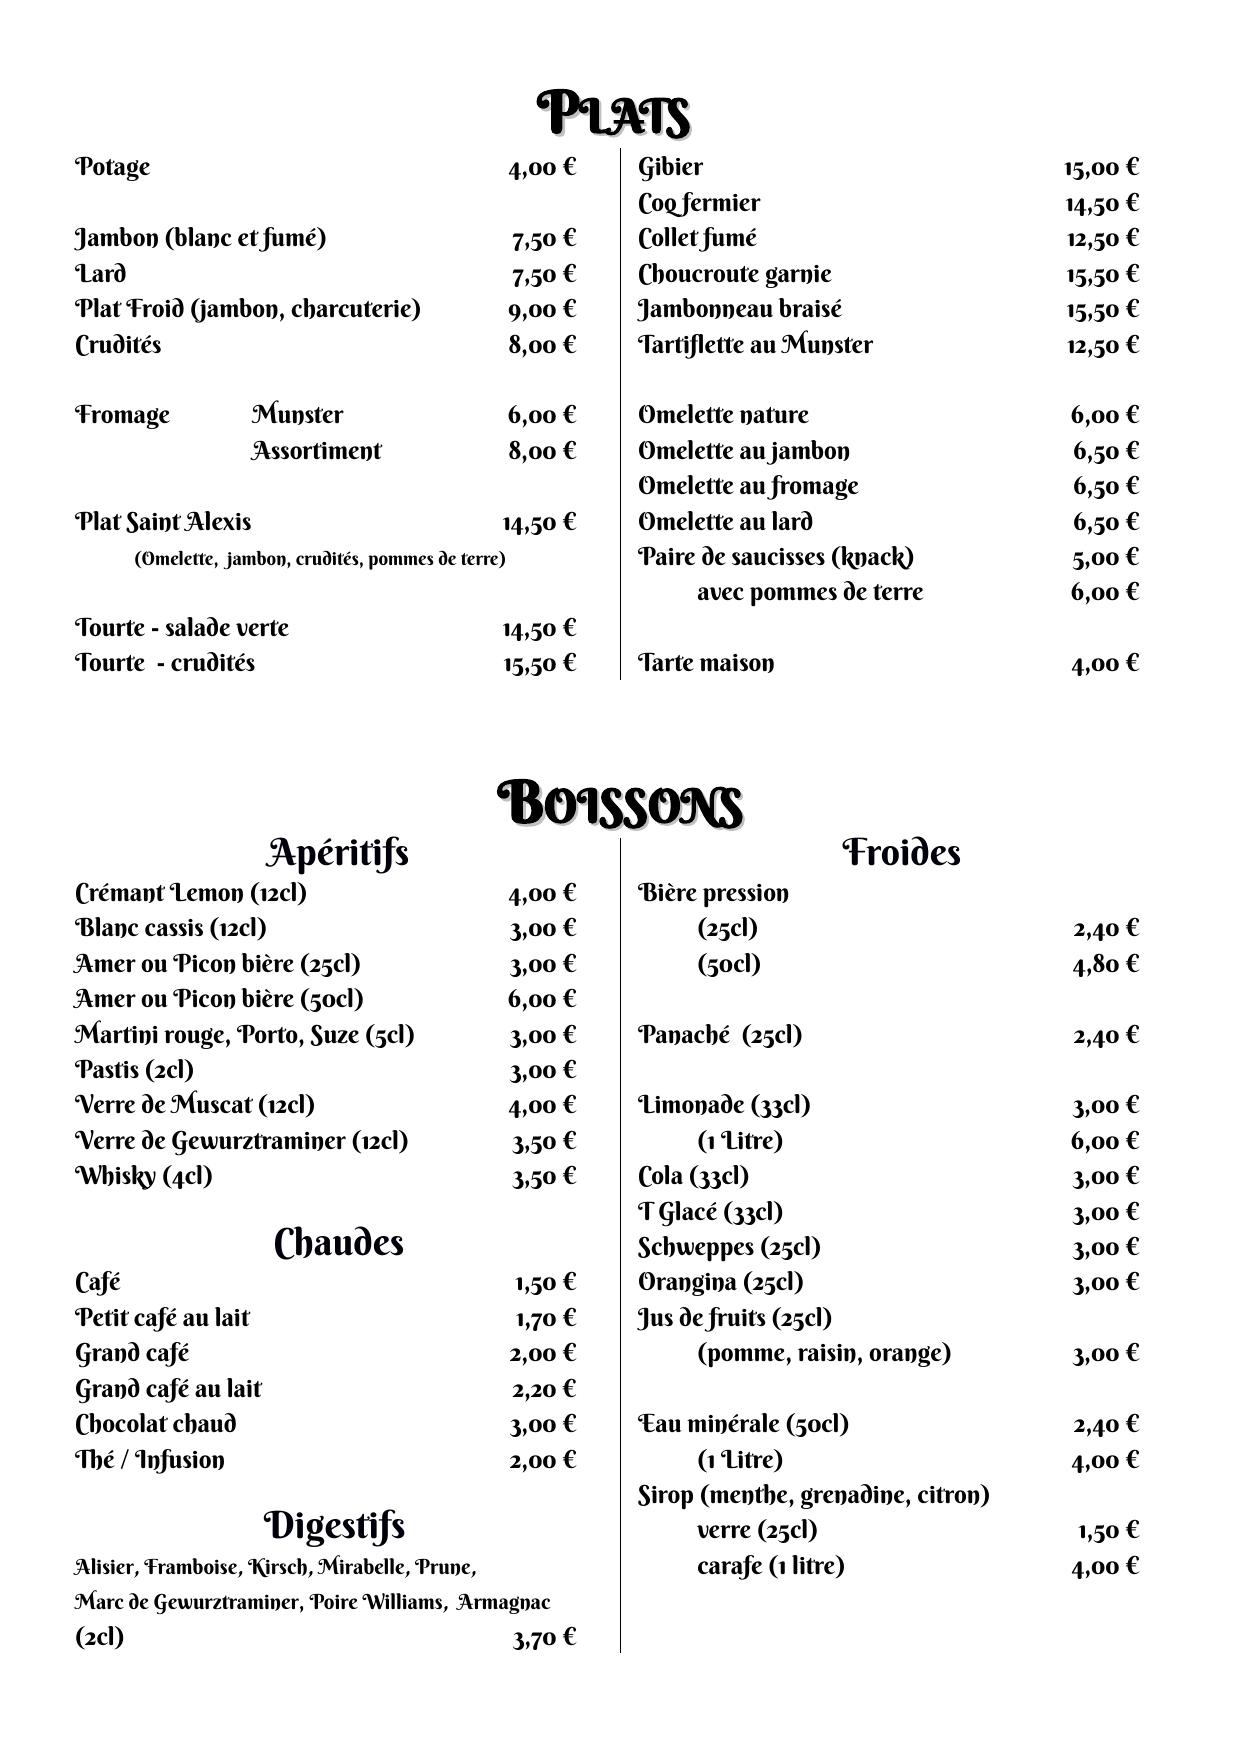 Plats
Potage 4,00 €
Jambon (blanc et fumé) 7,50 €
Lard 7,50 €
Plat Froid (jambon, charcuterie) 9,00 €
Crudités 8,00 €
Fromage Munster 6,00 €
Assortiment 8,00 €
Plat Saint Alexis 14,50 €
(Omelette, jambon, crudités, pommes de terre)
Tourte - salade verte 14,50 €
Tourte - crudités 15,50 €
Gibier 15,00 €
Coq fermier 14,50 €
Collet fumé 12,50 €
Choucroute garnie 15,50 €
Jambonneau braisé 15,50 €
Tartiflette au Munster 12,50 €
Omelette nature 6,00 €
Omelette au jambon 6,50 €
Omelette au fromage 6,50 €
Omelette au lard 6,50 €
Paire de saucisses (knack) 5,00 €
avec pommes de terre 6,00 €
Tarte maison 4,00 €
Boissons
Apéritifs
Crémant Lemon (12cl) 4,00 €
Blanc cassis (12cl) 3,00 €
Amer ou Picon bière (25cl) 3,00 €
Amer ou Picon bière (50cl) 6,00 €
Martini rouge, Porto, Suze (5cl) 3,00 €
Pastis (2cl) 3,00 €
Verre de Muscat (12cl) 4,00 €
Verre de Gewurztraminer (12cl) 3,50 €
Whisky (4cl) 3,50 €
Chaudes
Café 1,50 €
Petit café au lait 1,70 €
Grand café 2,00 €
Grand café au lait 2,20 €
Chocolat chaud 3,00 €
Thé / Infusion 2,00 €
Digestifs
Alisier, Framboise, Kirsch, Mirabelle, Prune,
Marc de Gewurztraminer, Poire Williams, Armagnac
(2cl) 3,70 €
Froides
Bière pression
(25cl) 2,40 €
(50cl) 4,80 €
Panaché (25cl) 2,40 €
Limonade (33cl) 3,00 €
(1 Litre) 6,00 €
Cola (33cl) 3,00 €
T Glacé (33cl) 3,00 €
Schweppes (25cl) 3,00 €
Orangina (25cl) 3,00 €
Jus de fruits (25cl)
(pomme, raisin, orange) 3,00 €
Eau minérale (50cl) 2,40 €
(1 Litre) 4,00 €
Sirop (menthe, grenadine, citron)
verre (25cl) 1,50 €
carafe (1 litre) 4,00 €